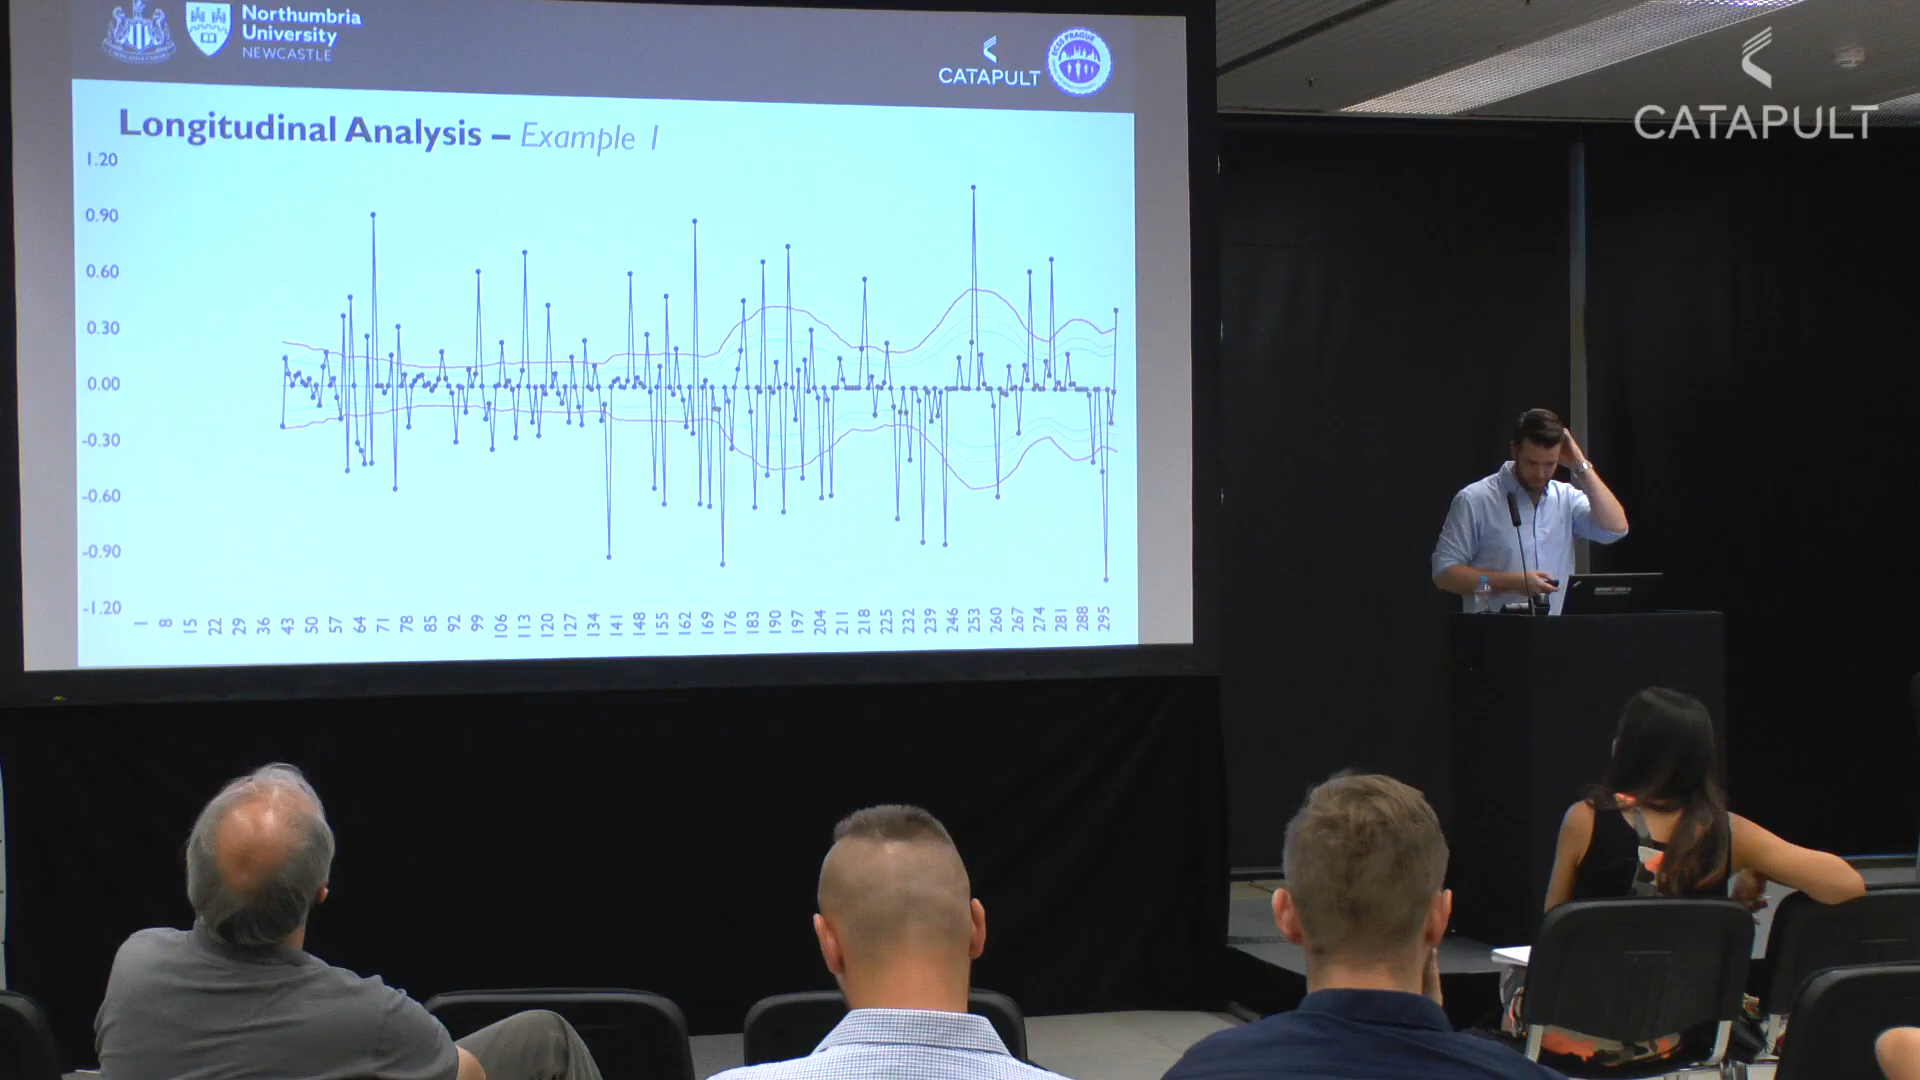 Northumbria
University
NEWCASTLE
CATAPULT
CATAPULT
Longitudinal Analysis – Example 1
1.20
0.90
0.60
0.30
0.00
-0.30
-0.60
-0.90
-1.20
1 8 15 22 29 36 43 50 57 64 71 78 85 92 99 106 113 120 127 134 141 148 155 162 169 176 183 190 197 204 211 218 225 232 239 246 253 260 267 274 281 288 295